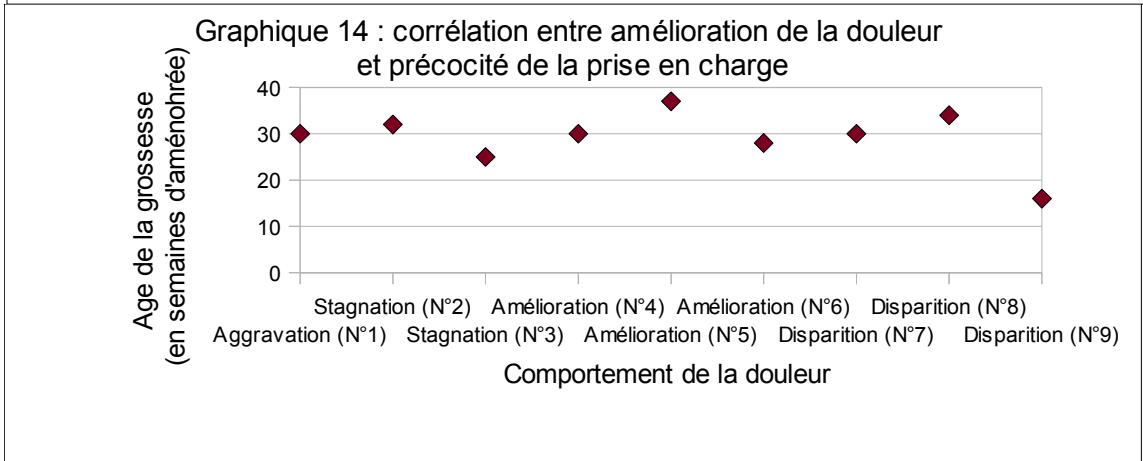 Graphique 14 : corrélation entre amélioration de la douleur
et précocité de la prise en charge
Age de la grossesse
(en semaines d'aménohrée)
40
30
20
10
0
Stagnation (N°2) Amélioration (N°4) Amélioration (N°6) Disparition (N°8)
Aggravation (N°1) Stagnation (N°3) Amélioration (N°5) Disparition (N°7) Disparition (N°9)
Comportement de la douleur